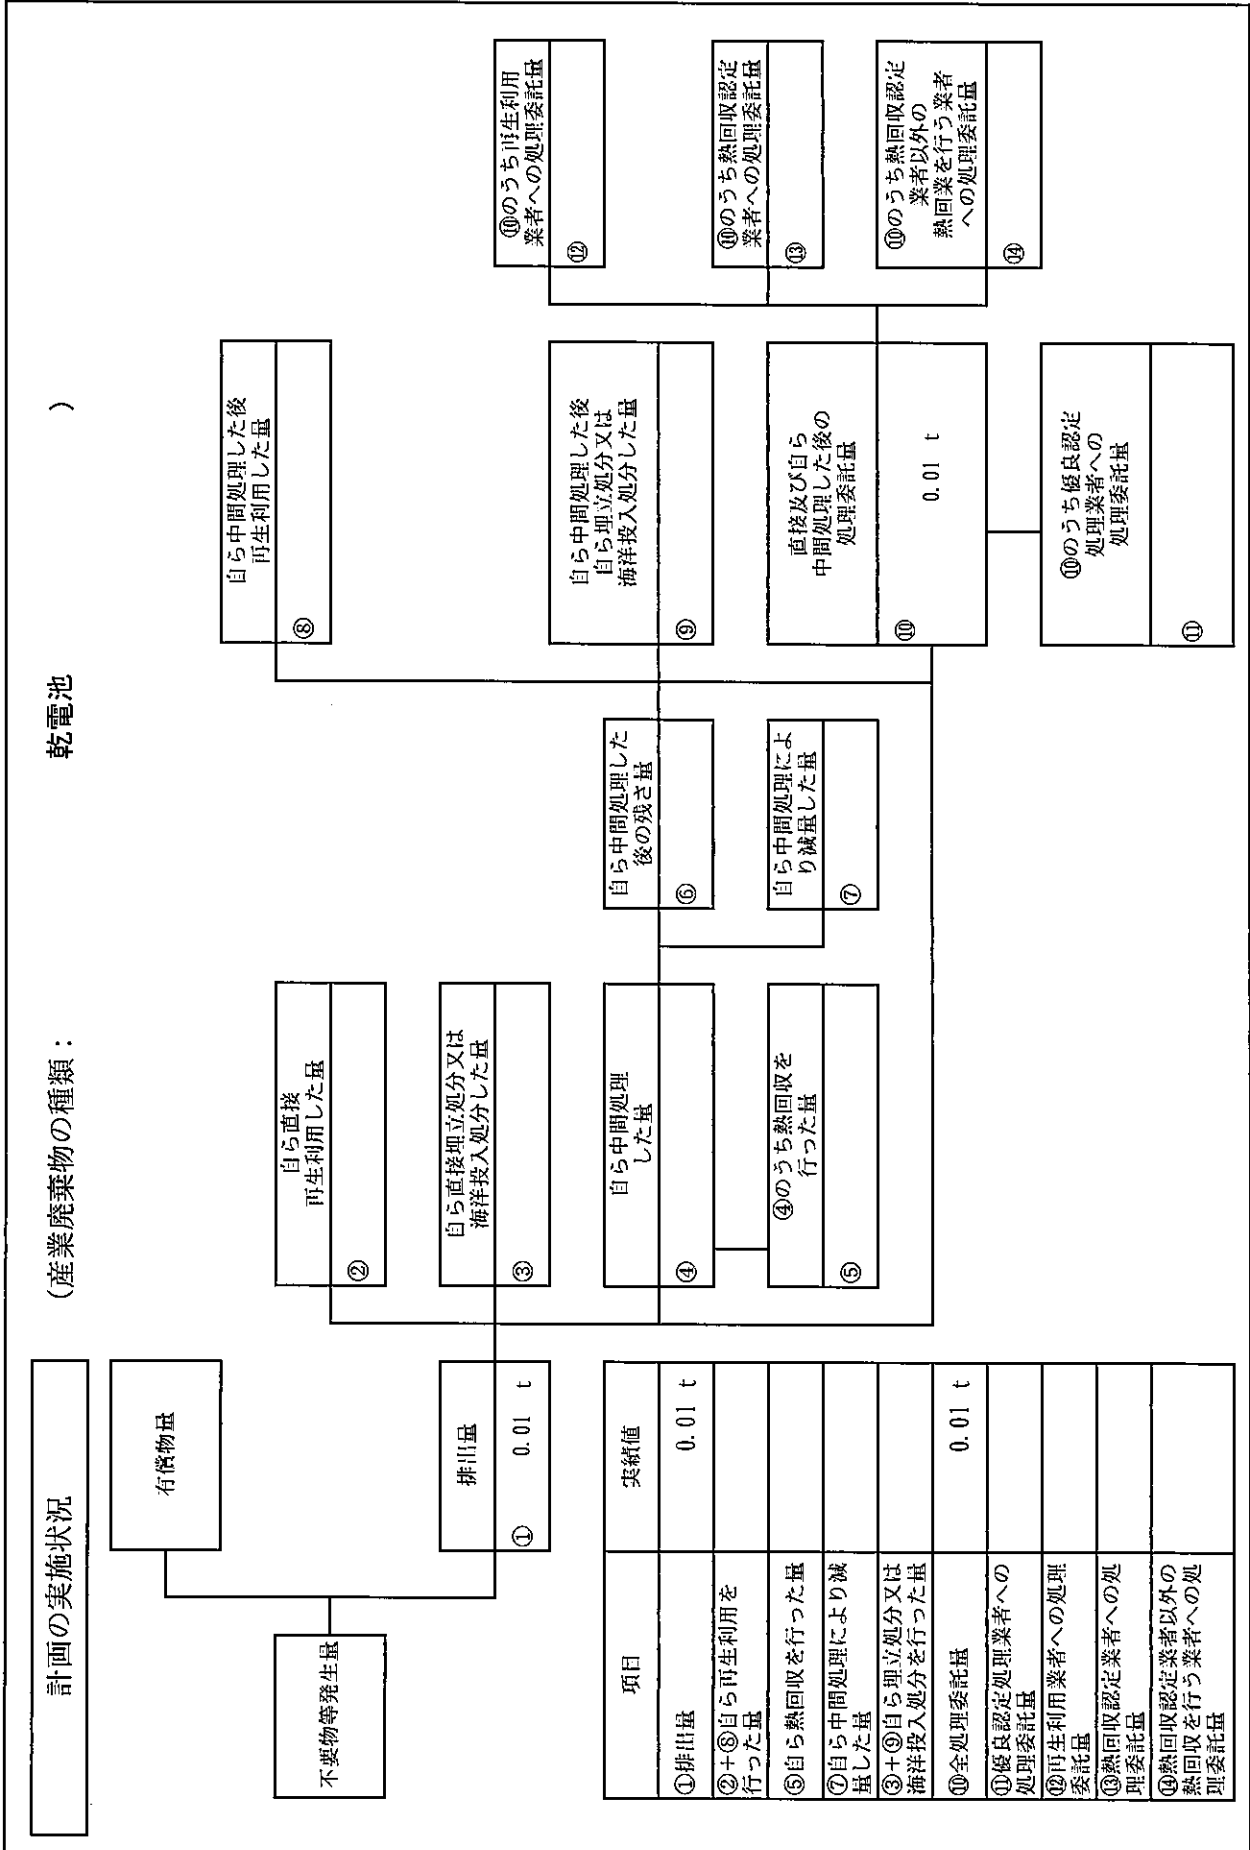 計画の実施状況
（産業廃棄物の種類：　乾電池　）
不要物等発生量
有償物量
排出量
① 0.01 t
自ら直接
再生利用した量
②
自ら直接埋立処分又は
海洋投入処分した量
③
自ら中間処理
した量
④
④のうち熱回収を
行った量
⑤
自ら中間処理した
後の残さ量
⑥
自ら中間処理によ
り減量した量
⑦
自ら中間処理した後
再生利用した量
⑧
自ら中間処理した後
自ら埋立処分又は
海洋投入処分した量
⑨
直接及び自ら
中間処理した後の
処理委託量
⑩ 0.01 t
⑩のうち優良認定
処理業者への
処理委託量
⑪
⑩のうち再生利用
業者への処理委託量
⑫
⑩のうち熱回収認定
業者への処理委託量
⑬
⑩のうち熱回収認定
業者以外の
熱回業を行う業者
への処理委託量
⑭
項目 実績値
①排出量 0.01 t
②＋⑧自ら再生利用を
行った量
⑤自ら熱回収を行った量
⑦自ら中間処理により減
量した量
③＋⑨自ら埋立処分又は
海洋投入処分を行った量
⑩全処理委託量 0.01 t
⑪優良認定処理業者への
処理委託量
⑫再生利用業者への処理
委託量
⑬熱回収認定業者への処
理委託量
⑭熱回収認定業者以外の
熱回収を行う業者への処
理委託量